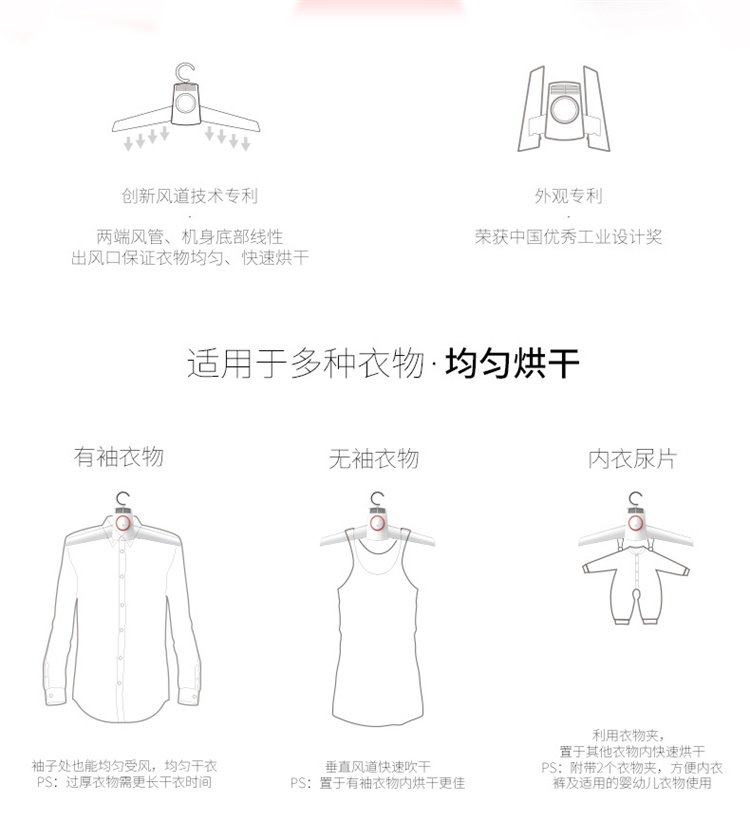 创新风道技术专利
·
两端风管、机身底部线性
出风口保证衣物均匀、快速烘干
外观专利
·
荣获中国优秀工业设计奖
适用于多种衣物·均匀烘干
有袖衣物
袖子处也能均匀受风，均匀干衣
PS：过厚衣物需更长干衣时间
无袖衣物
垂直风道快速吹干
PS：置于有袖衣物内烘干更佳
内衣尿片
利用衣物夹，
置于其他衣物内快速烘干
PS：附带2个衣物夹，方便内衣
裤及适用的婴幼儿衣物使用